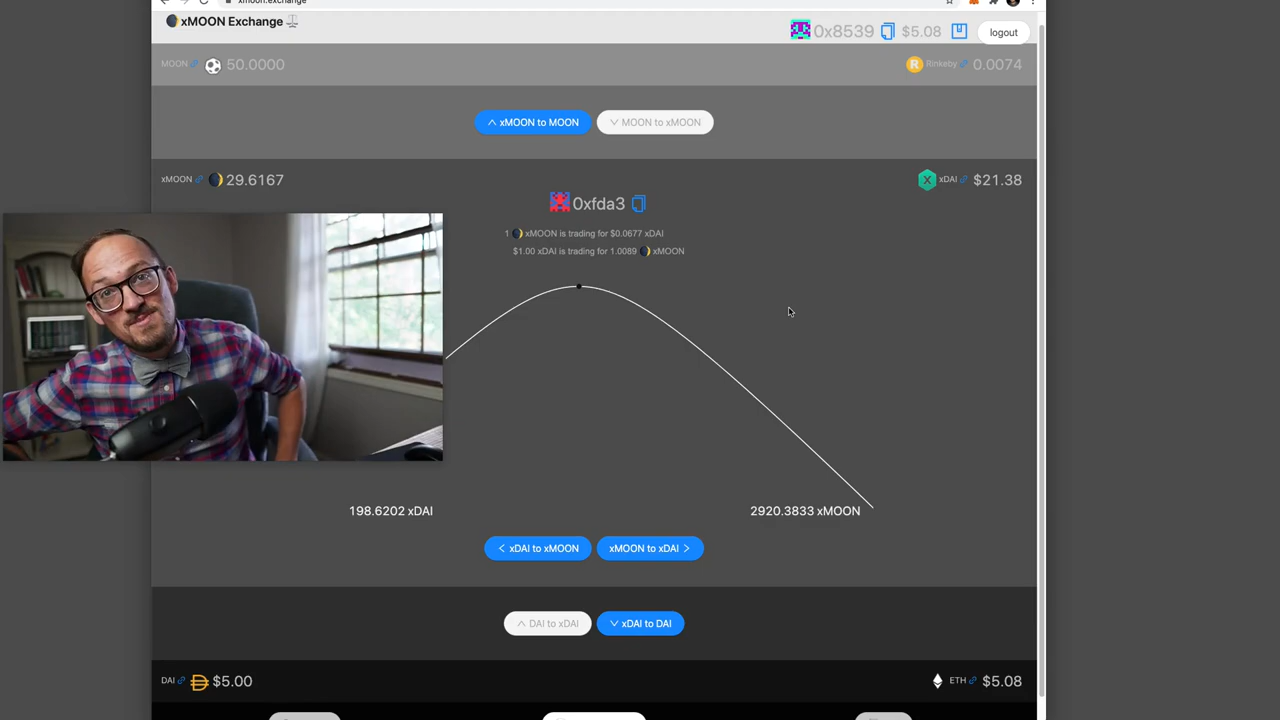 xmoon.exchange
xMOON Exchange
0x8539 $5.08 logout
MOON 50.0000
R Rinkeby 0.0074
xMOON to MOON MOON to xMOON
xMOON 29.6167
X xDAI $21.38
0xfda3
1 xMOON is trading for $0.0677 xDAI
$1.00 xDAI is trading for 1.0089 xMOON
198.6202 xDAI
2920.3833 xMOON
xDAI to xMOON xMOON to xDAI
DAI to xDAI xDAI to DAI
DAI $5.00
ETH $5.08